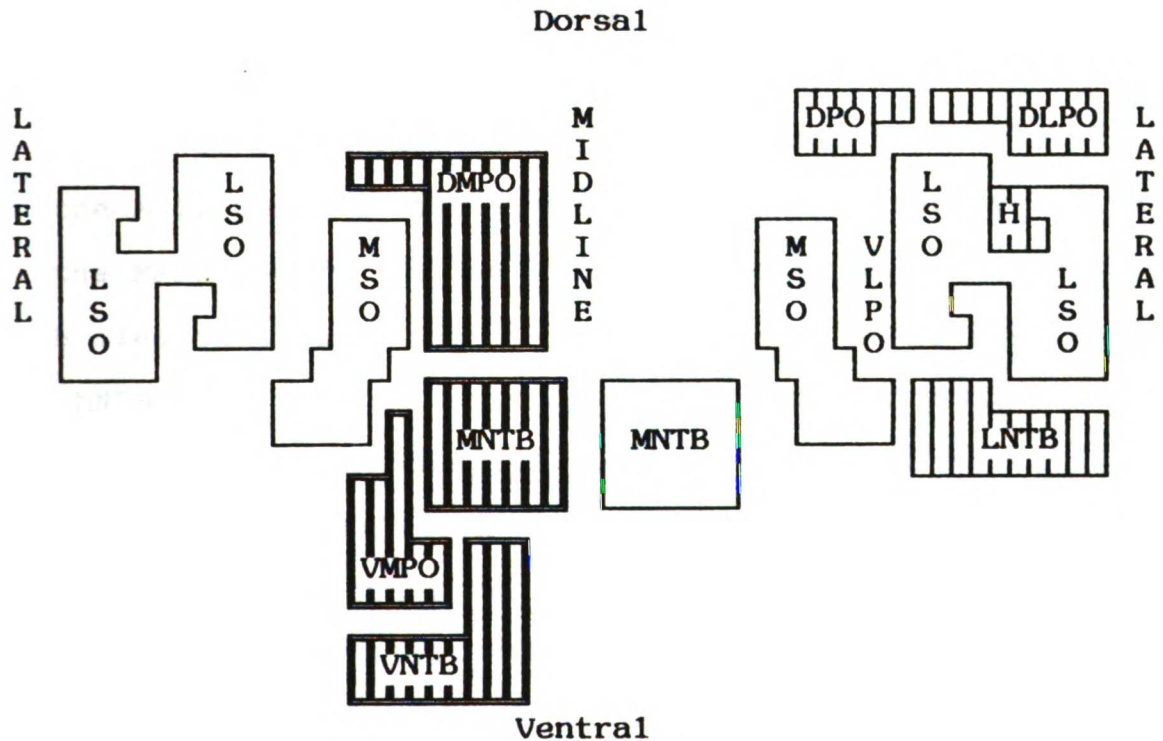 Dorsal
LATERAL
LSO
LSO
MSO
DMPO
MNTB
VMPO
VNTB
MIDLINE
MNTB
DPO
DLPO
MSO
VLPO
LSO
H
LSO
LNTB
LATERAL
Ventral